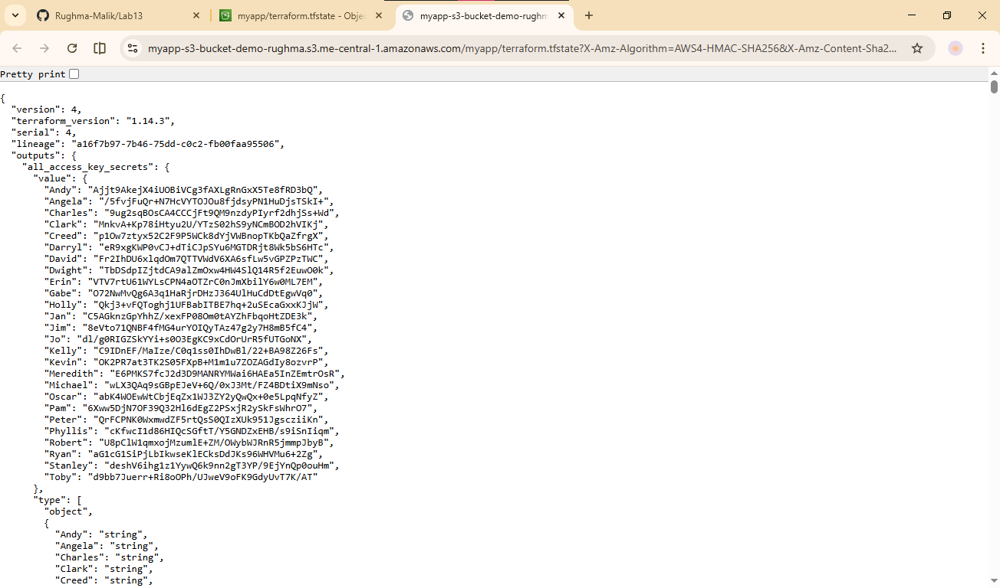 Rughma-Malik/Lab13
myapp/terraform.tfstate - Objec
myapp-s3-bucket-demo-rughm
myapp-s3-bucket-demo-rughma.s3.me-central-1.amazonaws.com/myapp/terraform.tfstate?X-Amz-Algorithm=AWS4-HMAC-SHA256&X-Amz-Content-Sha2...
Pretty print
{
"version": 4,
"terraform_version": "1.14.3",
"serial": 4,
"lineage": "a16f7b97-7b46-75dd-c0c2-fb00faa95506",
"outputs": {
"all_access_key_secrets": {
"value": {
"Andy": "Ajjt9AkejX4iUOBiVCg3fAXLgRnGxX5Te8fRD3bQ",
"Angela": "/5fvjFuQr+N7HcVYTOJOu8fjdsyPN1HuDjsTSkI+",
"Charles": "9ug2sqBOsCA4CCCjFt9QM9nzdyPIyrf2dhjSs+Wd",
"Clark": "MnkvA+Kp78iHtyu2U/YTzS02hS9yNCmBOD2hVIKj",
"Creed": "p1Ow7ztyx52C2F9P5WCk8dYjVWBnopTKbQaZfrgX",
"Darryl": "eR9xgKWP0vCJ+dTiCJpSYu6MGTDRjt8Wk5bS6HTc",
"David": "Fr2IhDU6xlqdOm7QTTVWdV6XA6sfLw5vGPZPzTWC",
"Dwight": "TbDSdpIZjtdCA9alZmOxw4HW4SlQ14R5f2EuwO0k",
"Erin": "VTV7rtU61WYLsCPN4aOTZrC0nJmXbilY6w0ML7EM",
"Gabe": "O72NwMvQg6A3q1HaRjrDHzJ364UlHuCdDtEgwVq0",
"Holly": "Qkj3+vFQToghj1UFBabITBE7hq+2uSEcaGxxKJjW",
"Jan": "C5AGknzGpYhhZ/xexFP08Om0tAYZhFbqoHtZDE3k",
"Jim": "8eVto71QNBF4fMG4urYOIQyTAz47g2y7H8mB5fC4",
"Jo": "dl/g0RIGZSkYYi+s0O3EgKC9xCdOrUrR5fUTGoNX",
"Kelly": "C9IDnEF/MaIze/C0q1ss0IhDwBl/22+BA98Z26Fs",
"Kevin": "OK2PR7at3TK2S05FXpB+M1m1u7ZOZAGdIy8ozvrP",
"Meredith": "E6PMKS7fcJ2d3D9MANRYMWai6HAEa5InZEmtrOsR",
"Michael": "wLX3QAq9sGBpEJeV+6Q/0xJ3Mt/FZ4BDtiX9mNso",
"Oscar": "abK4WOEwWtCbjEqZx1WJ3ZY2yQwQx+0e5LpqNfyZ",
"Pam": "6Xww5DjN7OF39Q32Hl6dEgZ2PSxjR2ySkFsWhrO7",
"Peter": "QrFCPNK0WxmwdZF5rtQsS0QIzXUk951JgscziiKn",
"Phyllis": "cKfwcI1d86HIQcSGftT/Y5GNDZxEHB/s9iSnIiqm",
"Robert": "U8pClW1qmxojMzumlE+ZM/OWybWJRnR5jmmpJbyB",
"Ryan": "aG1cG1SiPjLbIkwseKlECksDdJKs96WHVMu6+2Zg",
"Stanley": "deshV6ihg1z1YywQ6k9nn2gT3YP/9EjYnQp0ouHm",
"Toby": "d9bb7Juerr+Ri8oOPh/UJweV9oFK9GdyUvT7K/AT"
},
"type": [
"object",
{
"Andy": "string",
"Angela": "string",
"Charles": "string",
"Clark": "string",
"Creed": "string",